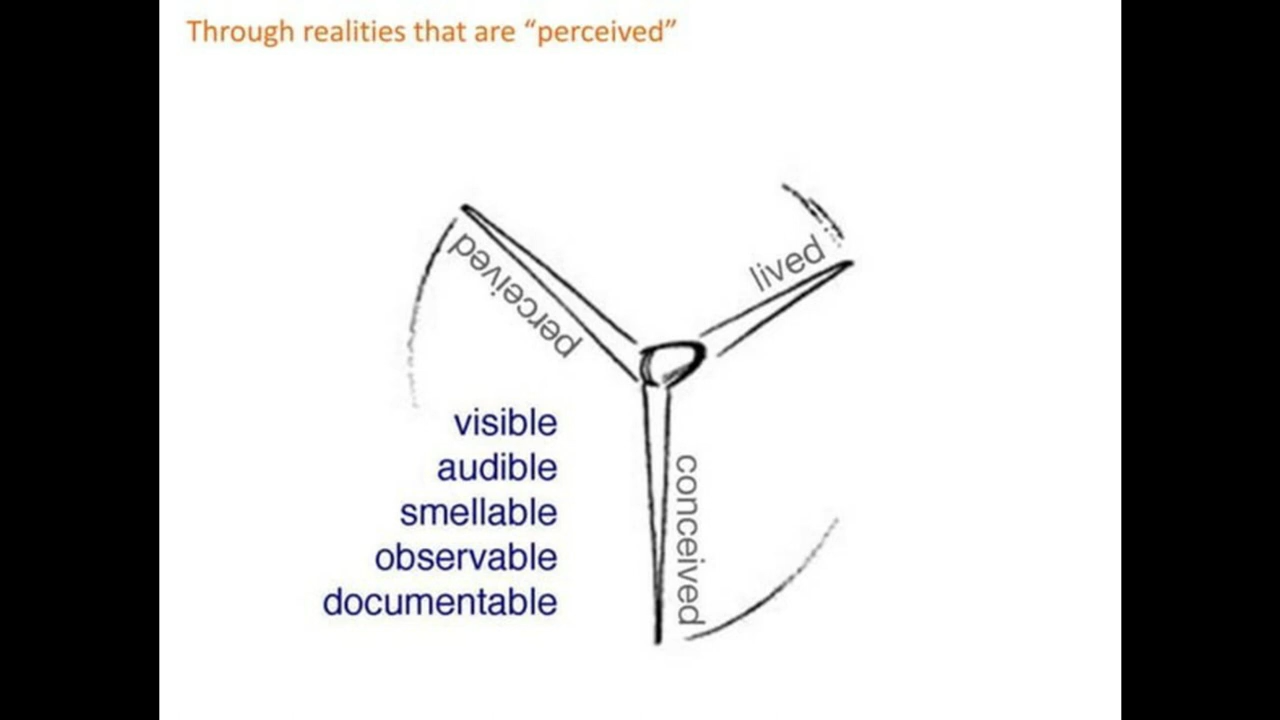 Through realities that are “perceived”
lived
perceived
visible
audible
smellable
observable
documentable
conceived